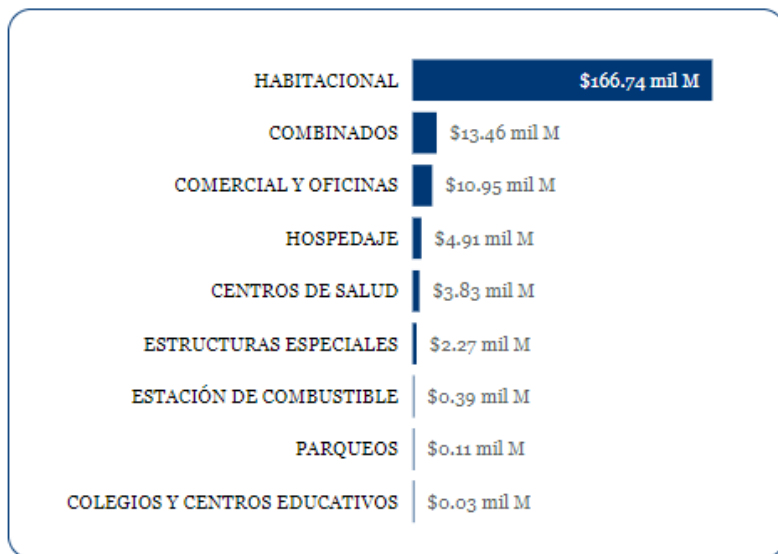 HABITACIONAL $166.74 mil M
COMBINADOS $13.46 mil M
COMERCIAL Y OFICINAS $10.95 mil M
HOSPEDAJE $4.91 mil M
CENTROS DE SALUD $3.83 mil M
ESTRUCTURAS ESPECIALES $2.27 mil M
ESTACIÓN DE COMBUSTIBLE $0.39 mil M
PARQUEOS $0.11 mil M
COLEGIOS Y CENTROS EDUCATIVOS $0.03 mil M